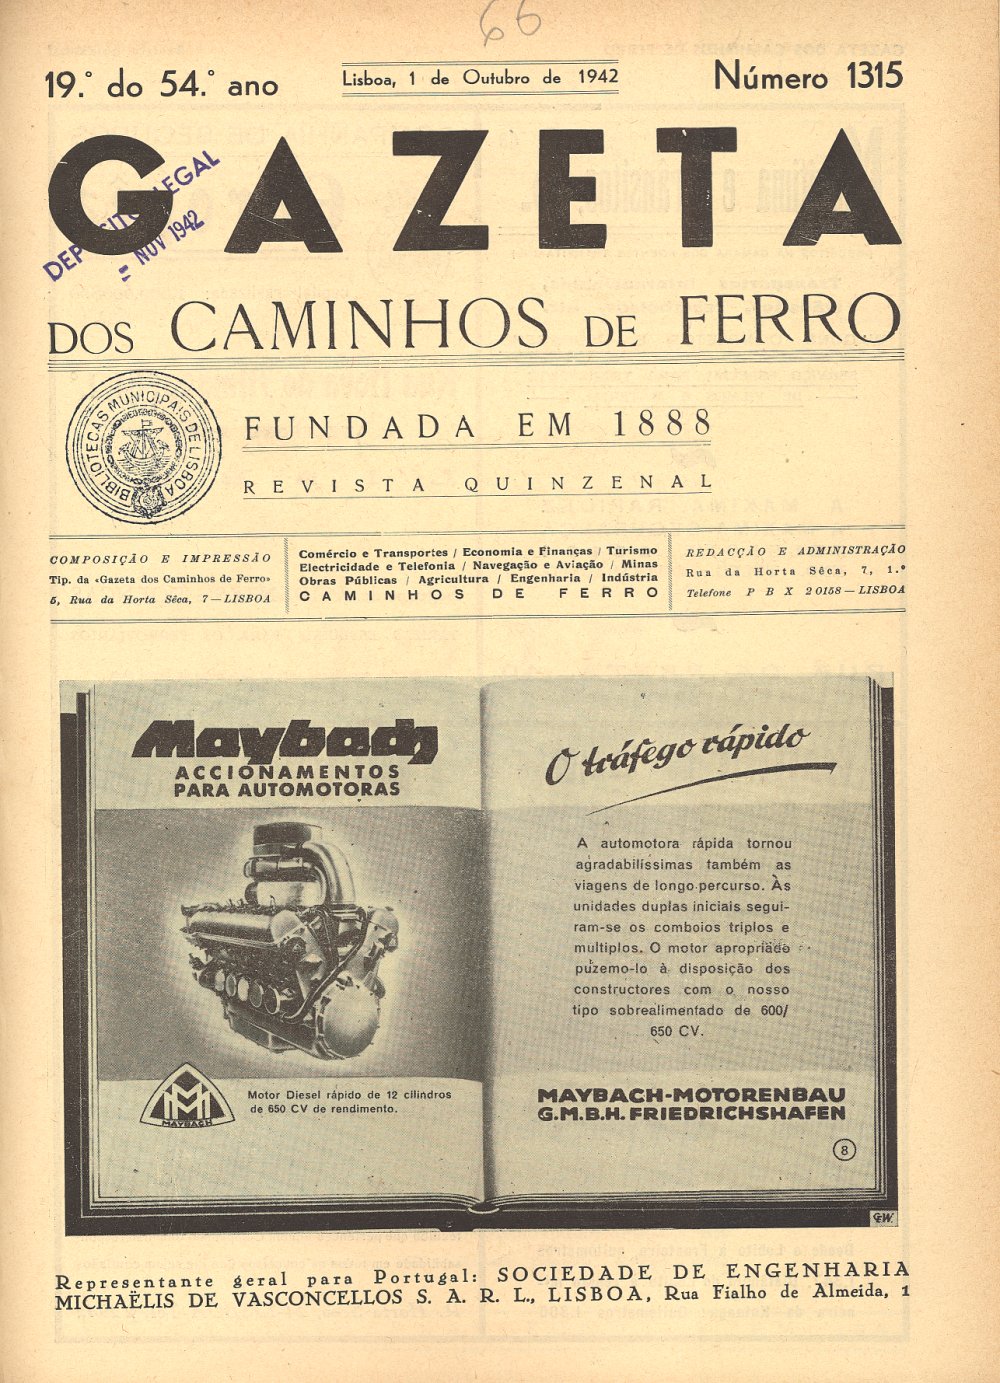 66
19.º do 54.º ano
Lisboa, 1 de Outubro de 1942
Número 1315
GAZETA
DEPÓSITO LEGAL
= NOV 1942
DOS CAMINHOS DE FERRO
BIBLIOTECAS MUNICIPAIS DE LISBOA
FUNDADA EM 1888
REVISTA QUINZENAL
COMPOSIÇÃO E IMPRESSÃO
Tip. da «Gazeta dos Caminhos de Ferro»
5, Rua da Horta Sêca, 7—LISBOA
Comércio e Transportes / Economia e Finanças / Turismo
Electricidade e Telefonia / Navegação e Aviação / Minas
Obras Públicas / Agricultura / Engenharia / Indústria
CAMINHOS DE FERRO
REDACÇÃO E ADMINISTRAÇÃO
Rua da Horta Sêca, 7, 1.º
Telefone P B X 20158—LISBOA
Maybach
ACCIONAMENTOS
PARA AUTOMOTORAS
Motor Diesel rápido de 12 cilindros
de 650 CV de rendimento.
MM
MAYBACH
O tráfego rápido
A automotora rápida tornou
agradabilíssimas também as
viagens de longo percurso. Às
unidades duplas iniciais segui-
ram-se os comboios triplos e
multiplos. O motor apropriado
puzemo-lo à disposição dos
constructores com o nosso
tipo sobrealimentado de 600/
650 CV.
MAYBACH-MOTORENBAU
G.M.B.H. FRIEDRICHSHAFEN
8
GW.
Representante geral para Portugal: SOCIEDADE DE ENGENHARIA
MICHAËLIS DE VASCONCELLOS S. A. R. L., LISBOA, Rua Fialho de Almeida, 1